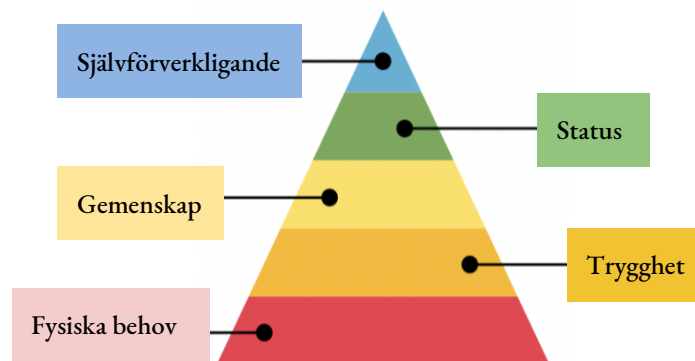 Självförverkligande
Status
Gemenskap
Trygghet
Fysiska behov